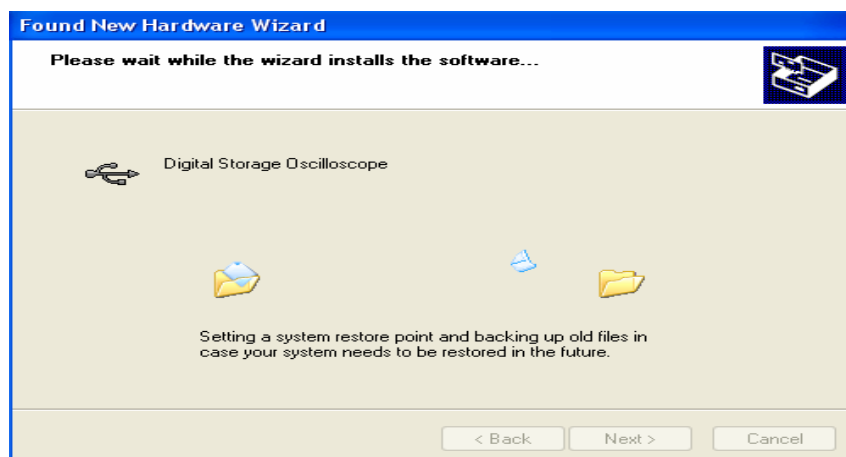 Found New Hardware Wizard
Please wait while the wizard installs the software...
Digital Storage Oscilloscope
Setting a system restore point and backing up old files in
case your system needs to be restored in the future.
< Back Next > Cancel